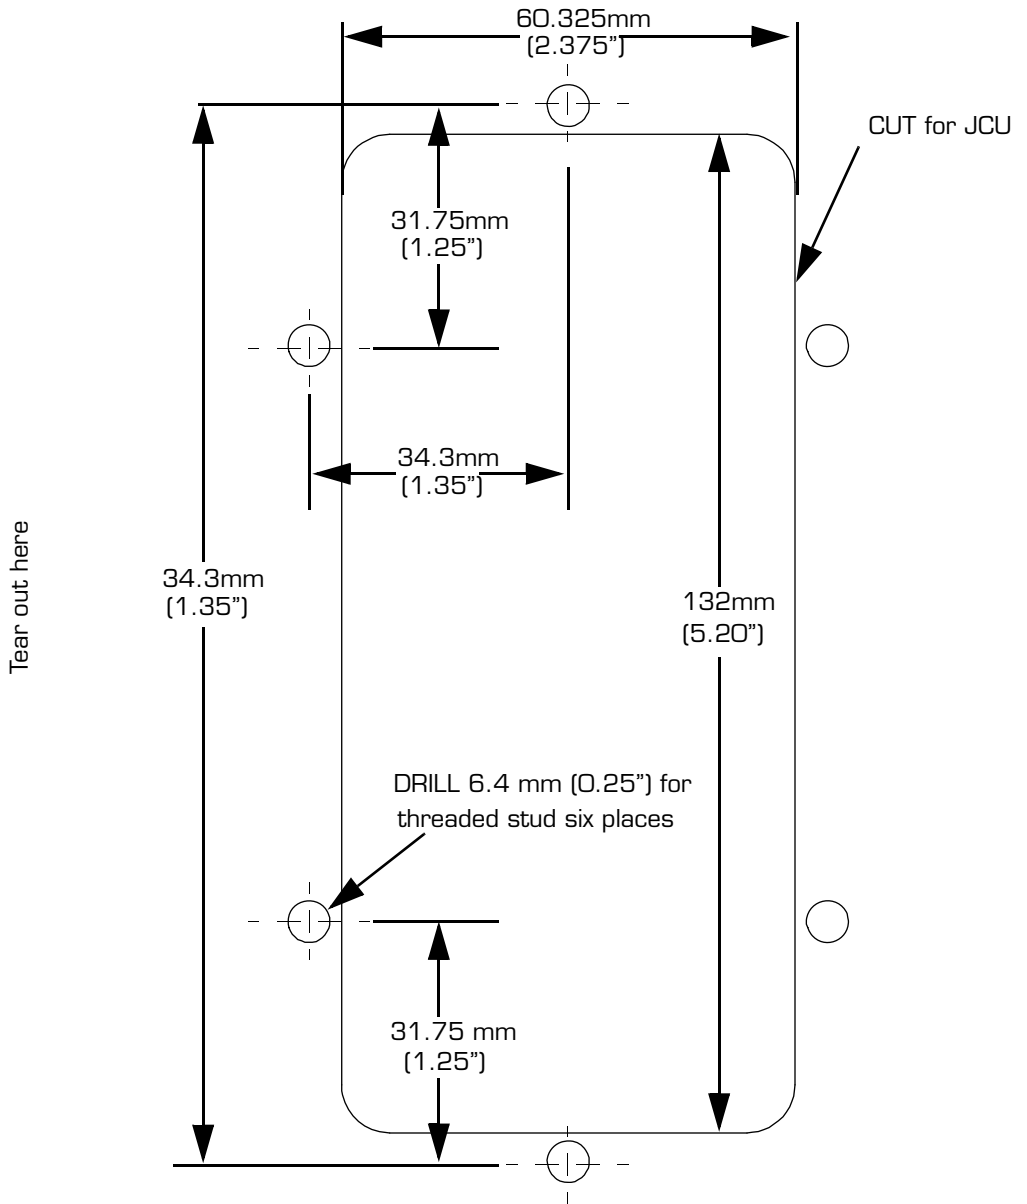 60.325mm
(2.375”)
CUT for JCU
31.75mm
(1.25”)
34.3mm
(1.35”)
Tear out here
34.3mm
(1.35”)
132mm
(5.20”)
DRILL 6.4 mm (0.25”) for
threaded stud six places
31.75 mm
(1.25”)